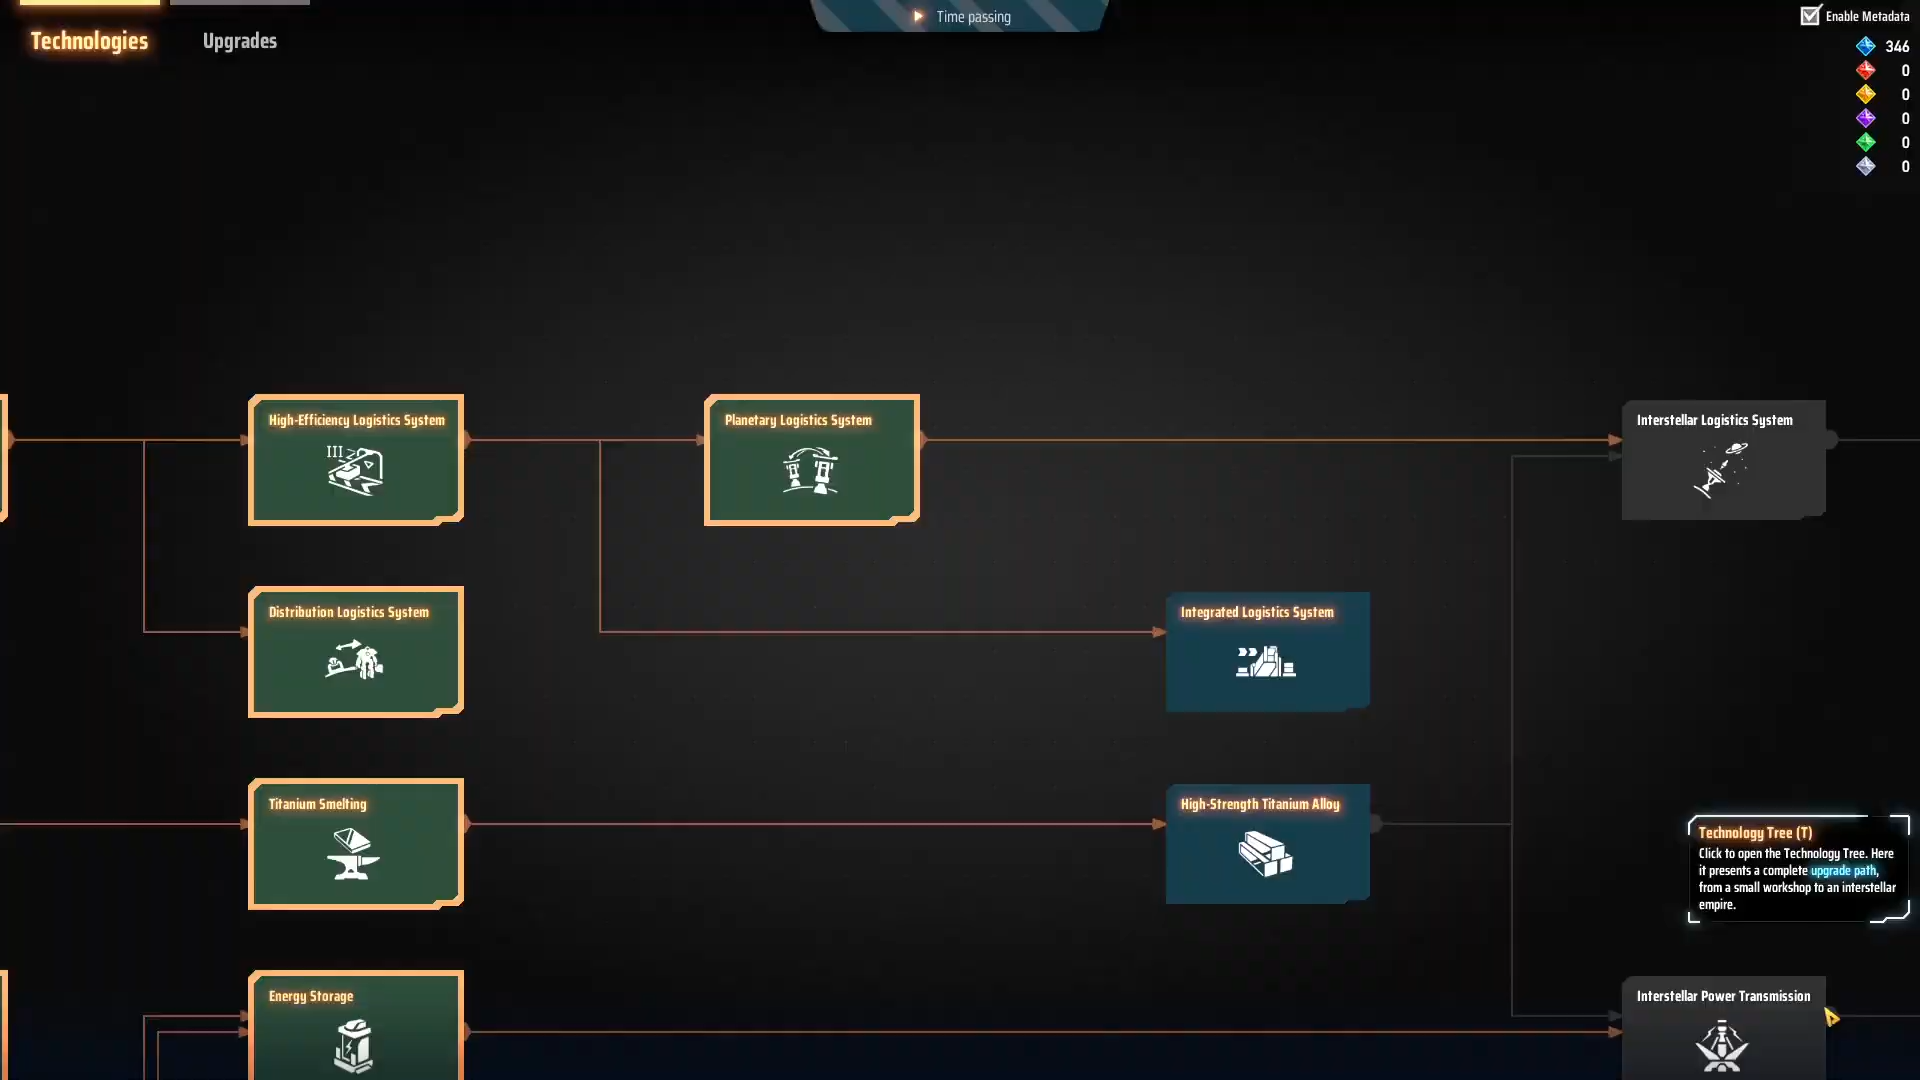 Time passing
Enable Metadata
Technologies
Upgrades
346
0
0
0
0
0
High-Efficiency Logistics System
III
Planetary Logistics System
Interstellar Logistics System
Distribution Logistics System
Integrated Logistics System
Titanium Smelting
High-Strength Titanium Alloy
Technology Tree (T)
Click to open the Technology Tree. Here
it presents a complete upgrade path,
from a small workshop to an interstellar
empire.
Energy Storage
Interstellar Power Transmission